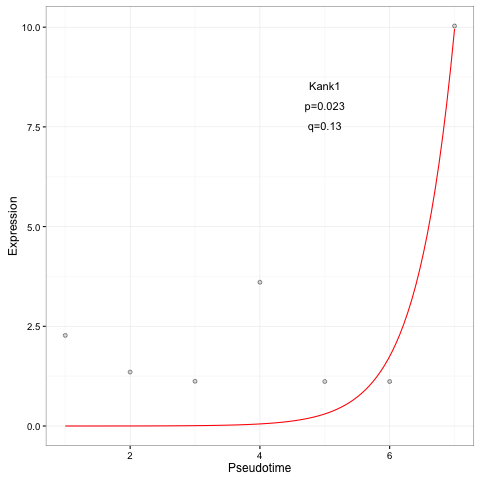 10.0
Kank1
p=0.023
q=0.13
7.5
5.0
2.5
0.0
Expression
2 4 6
Pseudotime